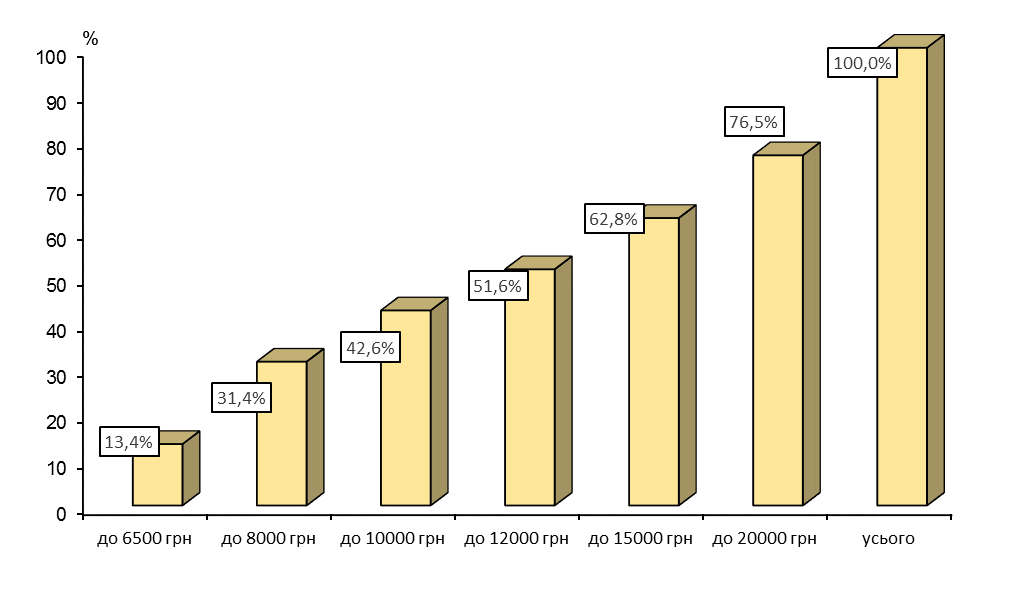 %
100
90
80
70
60
50
40
30
20
10
0
13,4%
31,4%
42,6%
51,6%
62,8%
76,5%
100,0%
до 6500 грн
до 8000 грн
до 10000 грн
до 12000 грн
до 15000 грн
до 20000 грн
усього